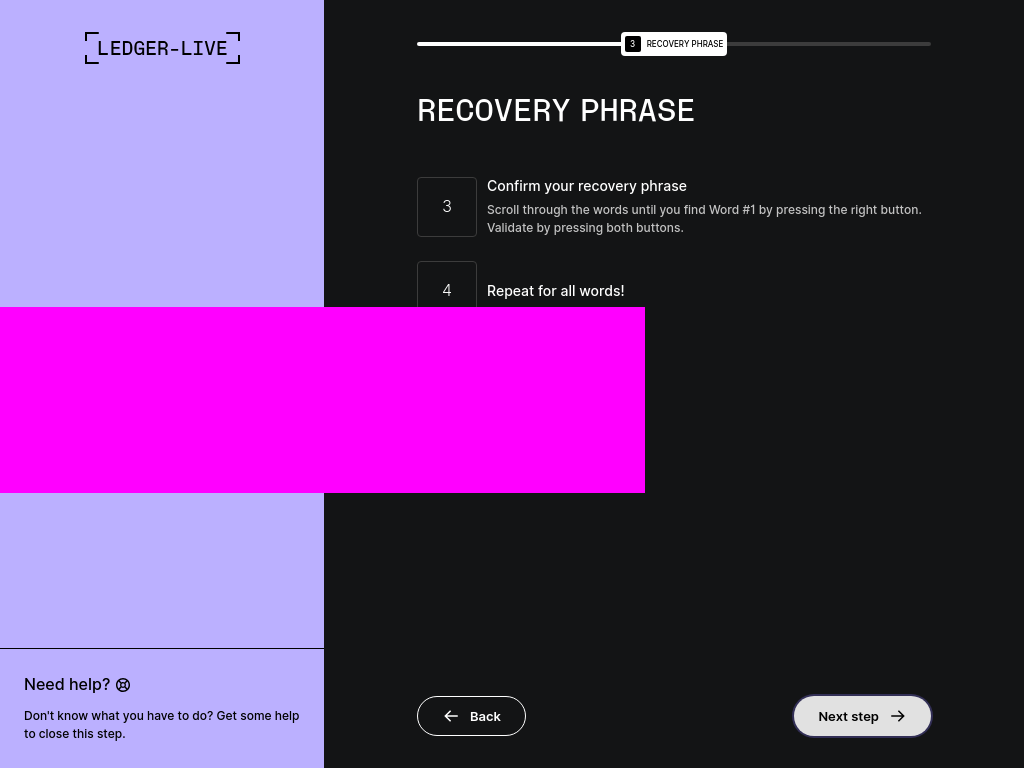 LEDGER-LIVE
3 RECOVERY PHRASE
RECOVERY PHRASE
3
Confirm your recovery phrase
Scroll through the words until you find Word #1 by pressing the right button.
Validate by pressing both buttons.
4
Repeat for all words!
Need help?
Don't know what you have to do? Get some help
to close this step.
Back
Next step